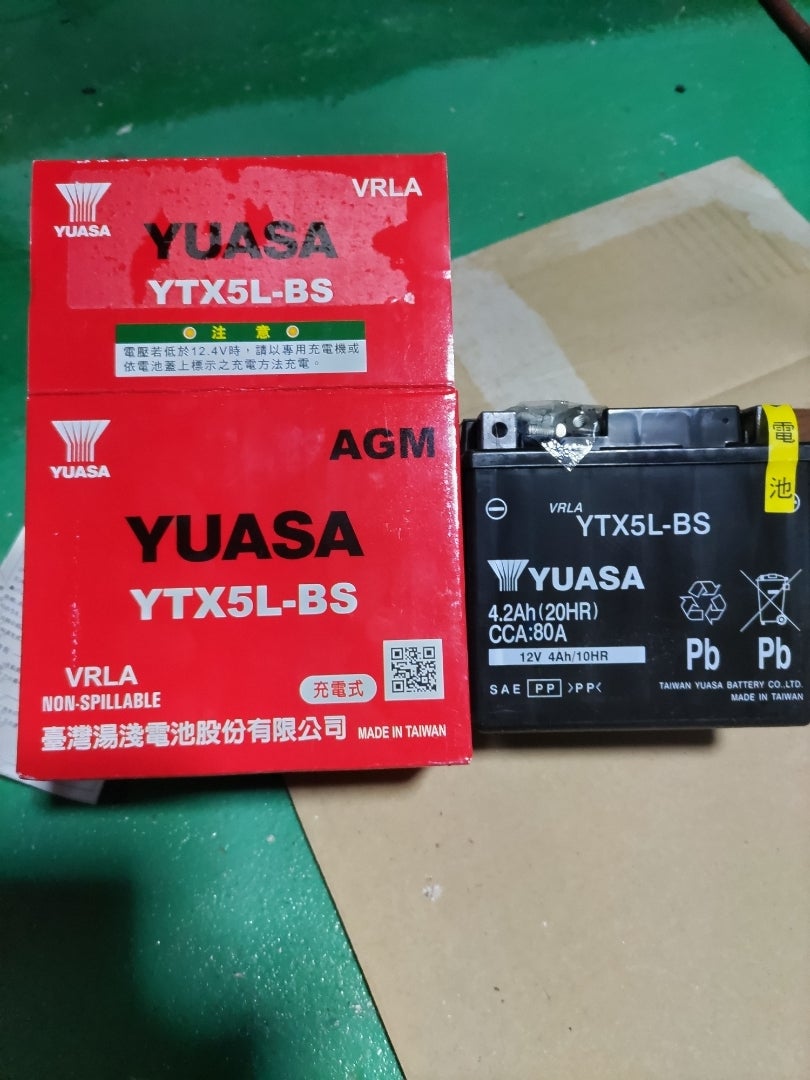 VRLA
YUASA
YUASA
YTX5L-BS
注意
電壓若低於12.4V時，請以專用充電機或
依電池蓋上標示之充電方法充電。
YUASA
AGM
YUASA
YTX5L-BS
VRLA
NON-SPILLABLE
充電式
臺灣湯淺電池股份有限公司 MADE IN TAIWAN
電池
VRLA
YTX5L-BS
YUASA
4.2Ah(20HR)
CCA:80A
12V 4Ah/10HR
Pb Pb
SAE PP >PP<
TAIWAN YUASA BATTERY CO.,LTD.
MADE IN TAIWAN